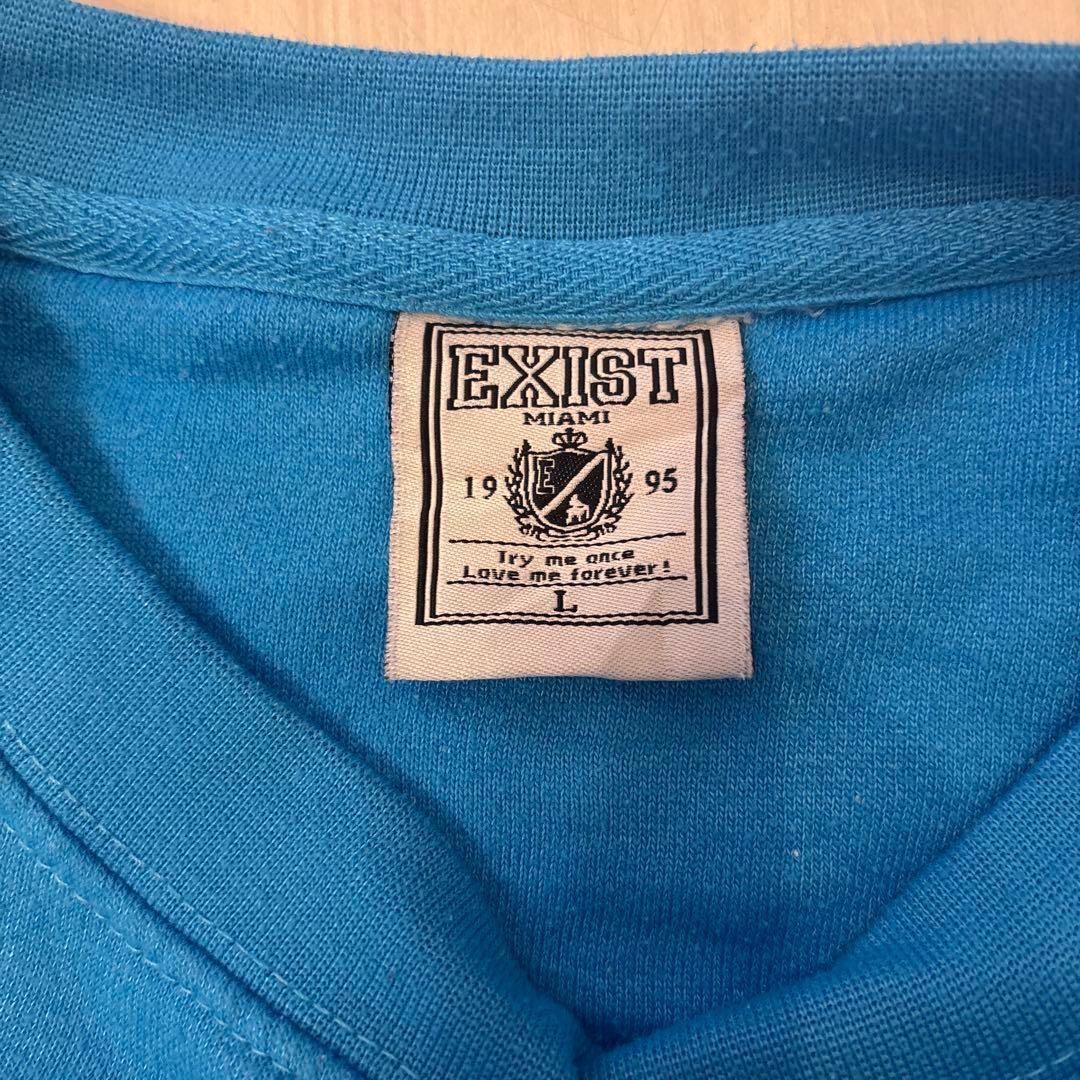 EXIST
MIAMI
E
19 95
Try me once
Love me forever!
L